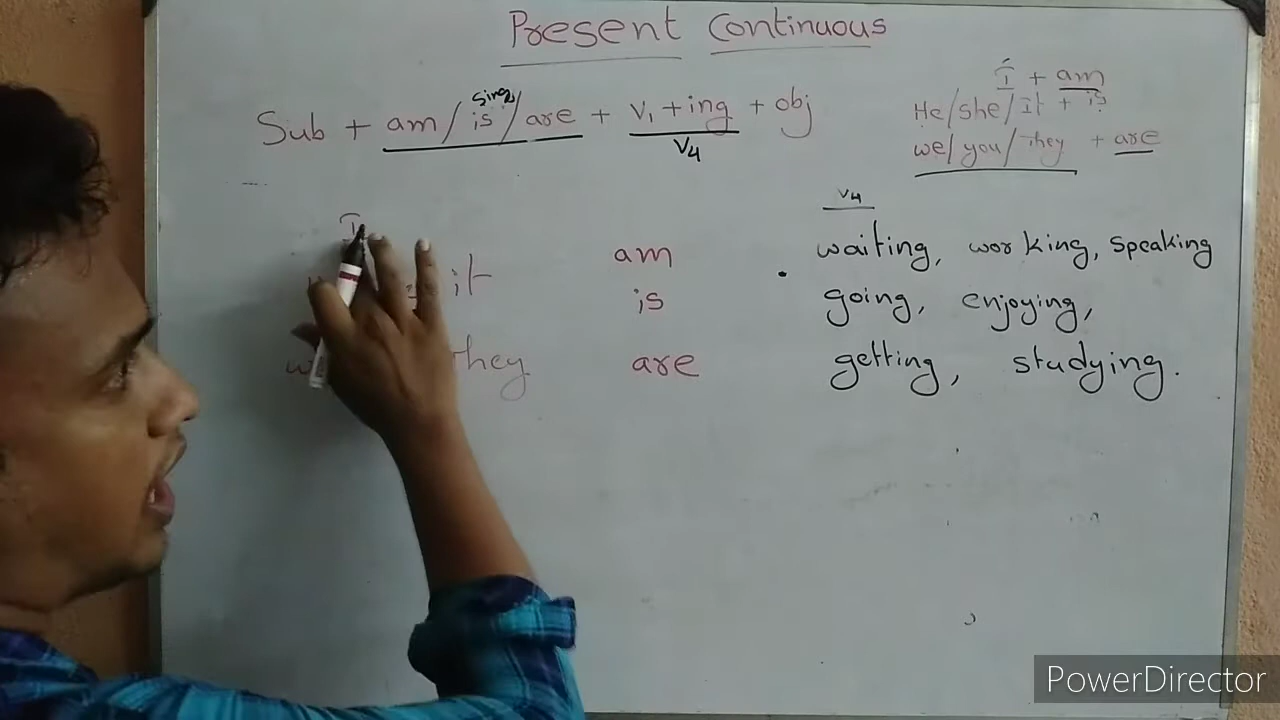 Present Continuous
Sub + am/is/are + V1+ing + obj
Sing
V4
I + am
He/she/It + is
we/you/They + are
V4
I
it am waiting, working, speaking
is going, enjoying,
they are getting, studying.
PowerDirector